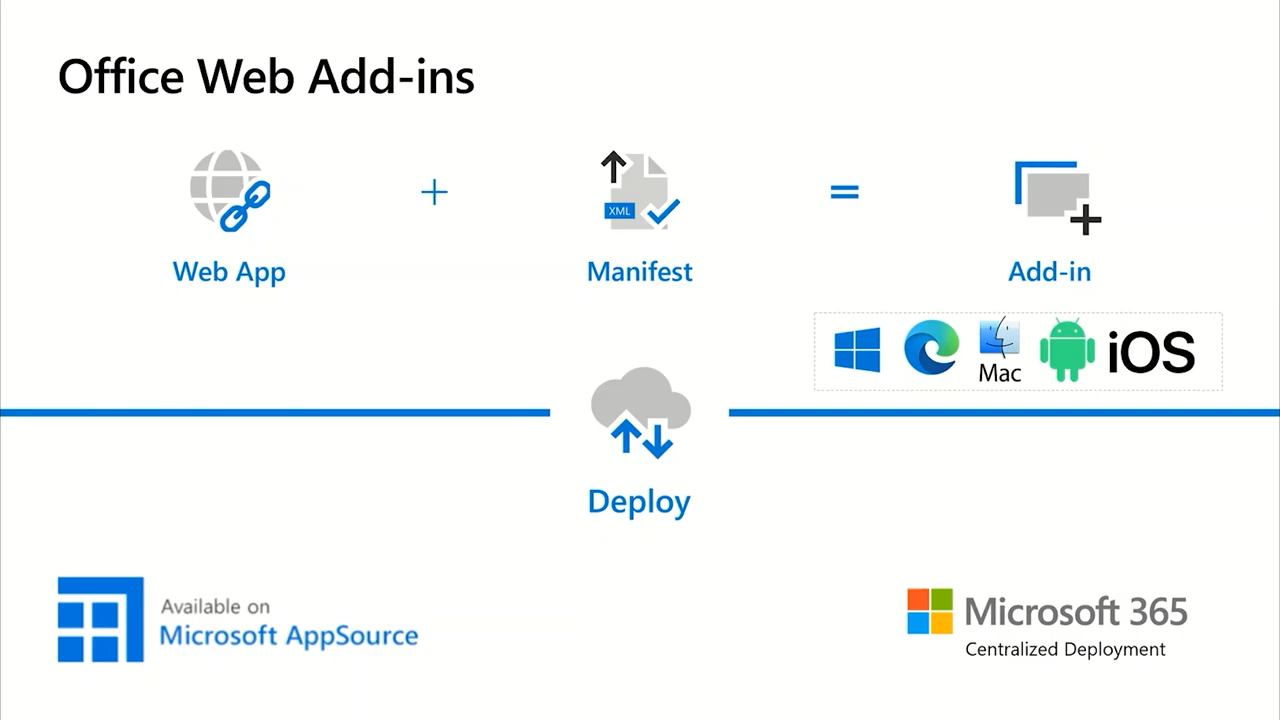 Office Web Add-ins
XML
Web App
+
Manifest
=
Add-in
Mac
iOS
Deploy
Available on
Microsoft AppSource
Microsoft 365
Centralized Deployment